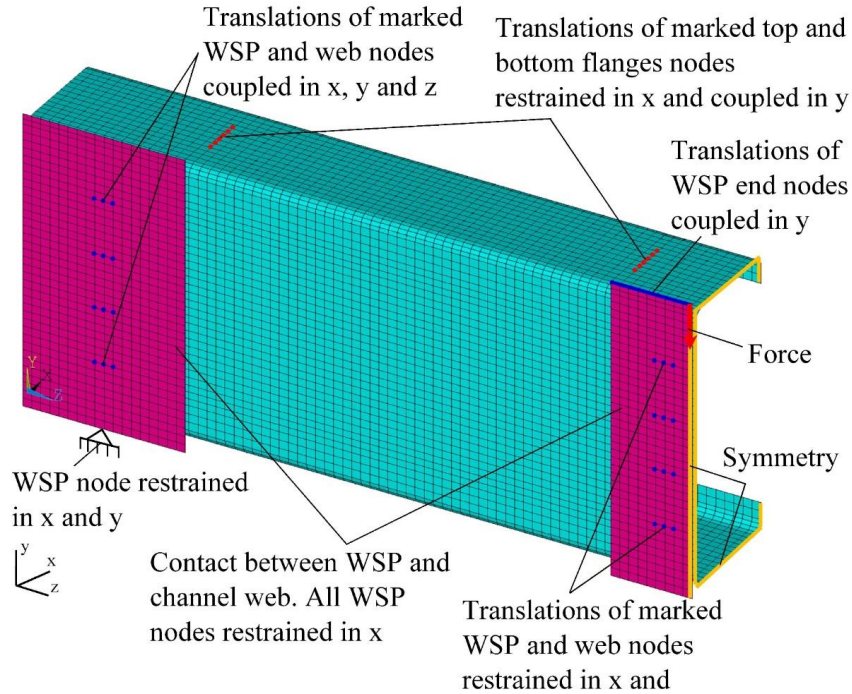 Translations of marked
WSP and web nodes
coupled in x, y and z
Translations of marked top and
bottom flanges nodes
restrained in x and coupled in y
Translations of
WSP end nodes
coupled in y
Force
Y
X
Z
Symmetry
WSP node restrained
in x and y
y
x
z
Contact between WSP and
channel web. All WSP
nodes restrained in x
Translations of marked
WSP and web nodes
restrained in x and